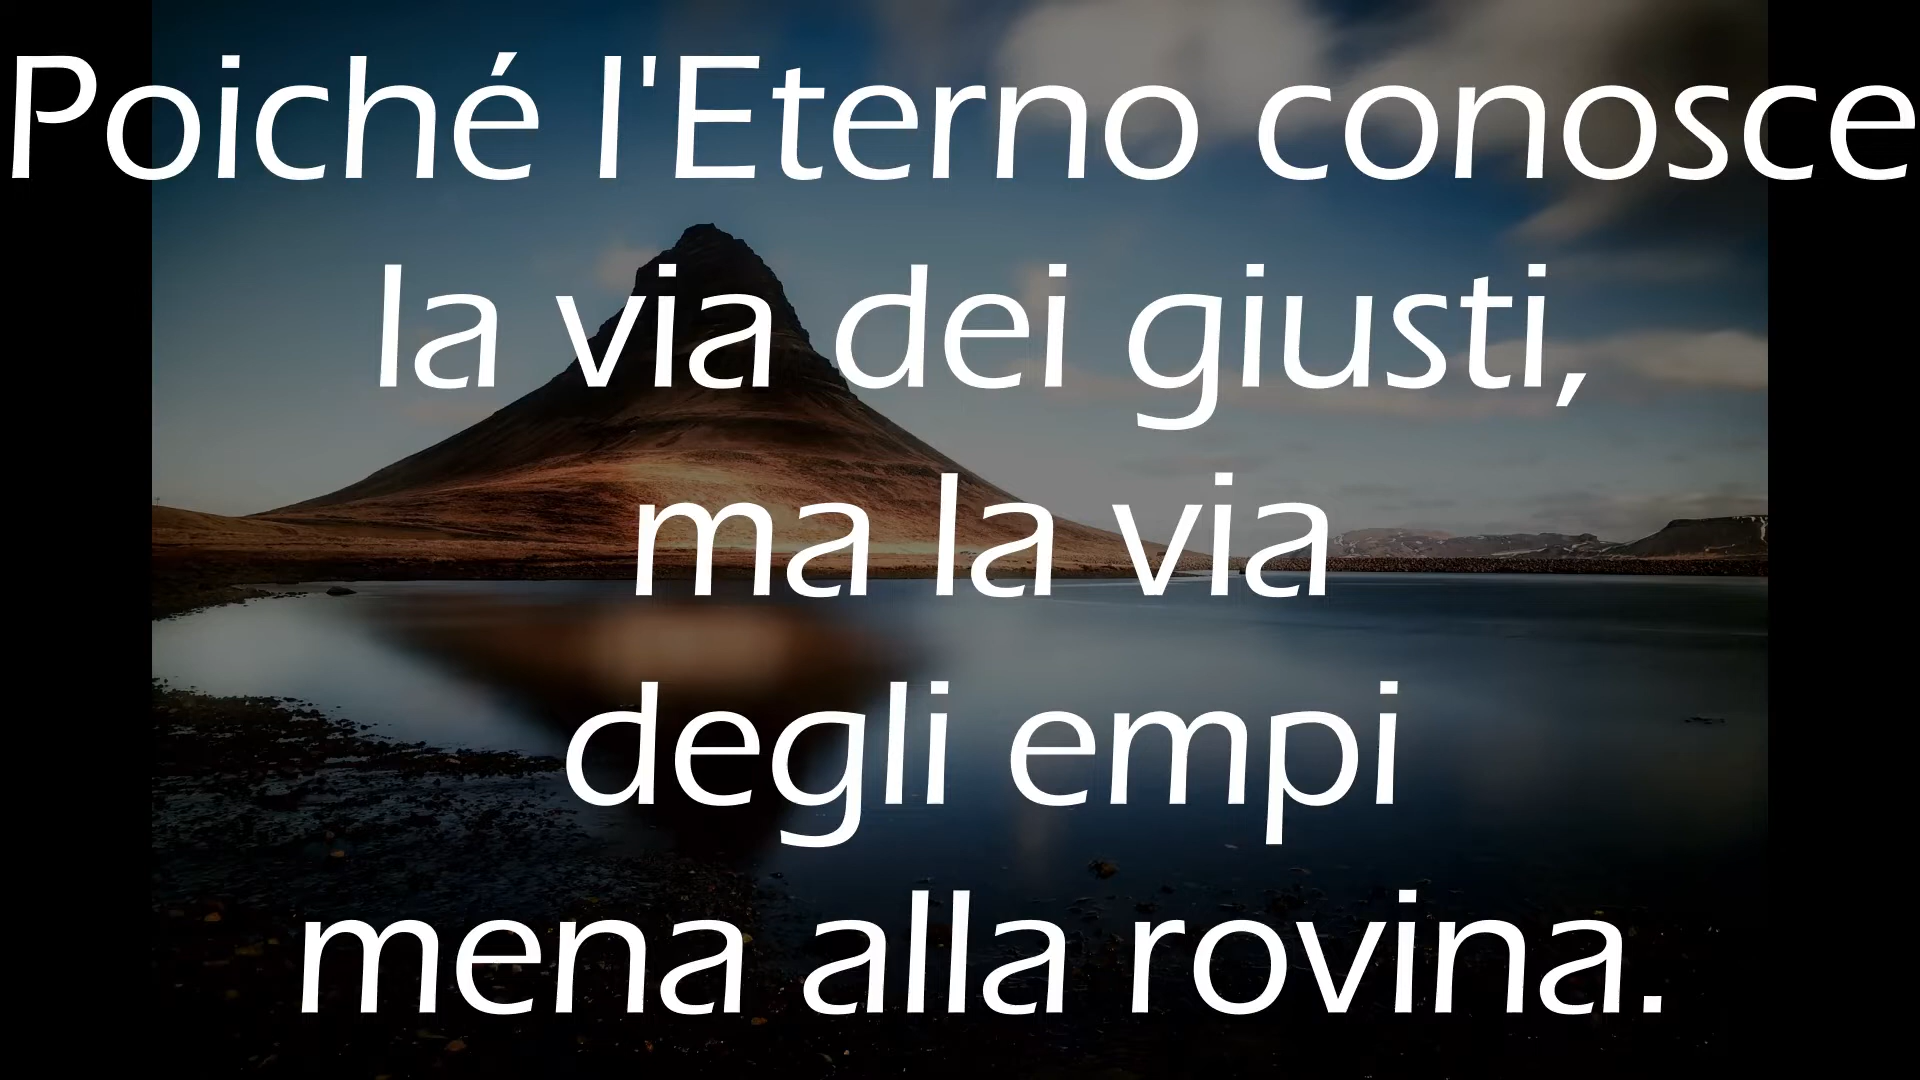 Poiché l'Eterno conosce
la via dei giusti,
ma la via
degli empi
mena alla rovina.